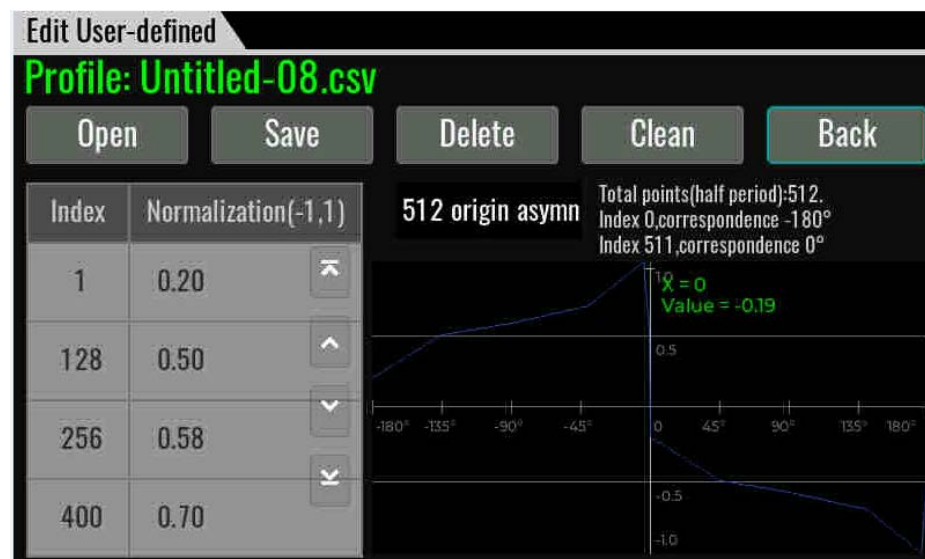 Edit User-defined
Profile: Untitled-08.csv
Open Save Delete Clean Back
Index Normalization(-1,1)
512 origin asymn
Total points(half period):512.
Index 0,correspondence -180°
Index 511,correspondence 0°
1 0.20
128 0.50
256 0.58
400 0.70
1.0
X = 0
Value = -0.19
0.5
-180° -135° -90° -45° 0 45° 90° 135° 180°
-0.5
-1.0